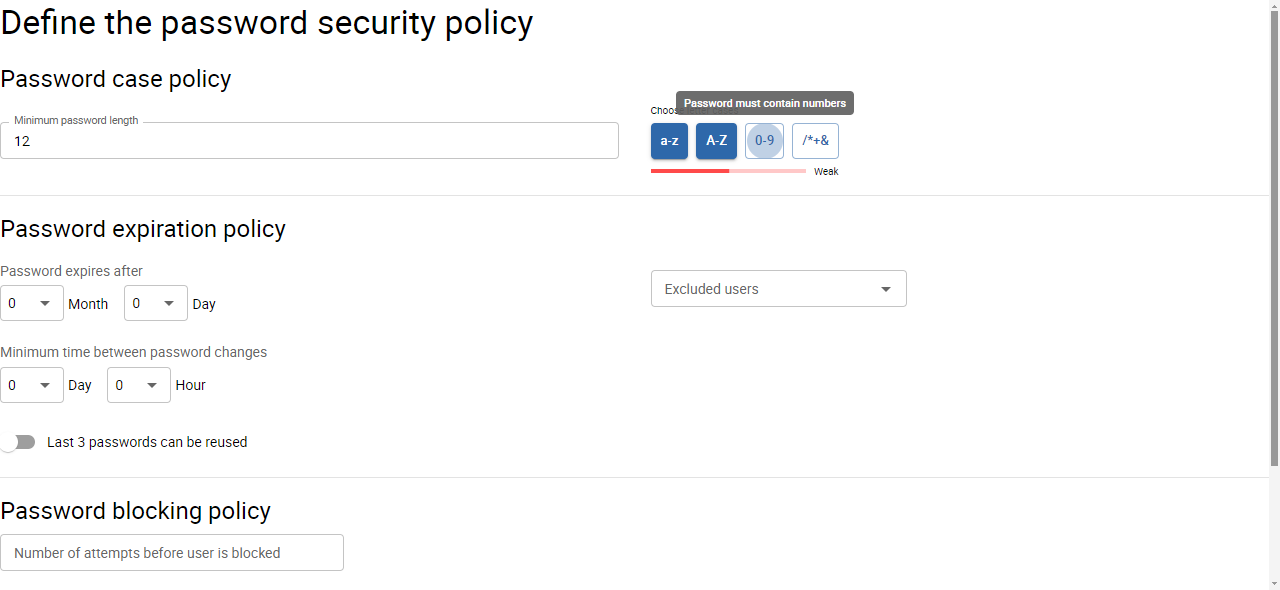 Define the password security policy
Password case policy
Password must contain numbers
Minimum password length
12
a-z
A-Z
0-9
/*+&
Weak
Password expiration policy
Password expires after
0
Month
0
Day
Excluded users
Minimum time between password changes
0
Day
0
Hour
Last 3 passwords can be reused
Password blocking policy
Number of attempts before user is blocked